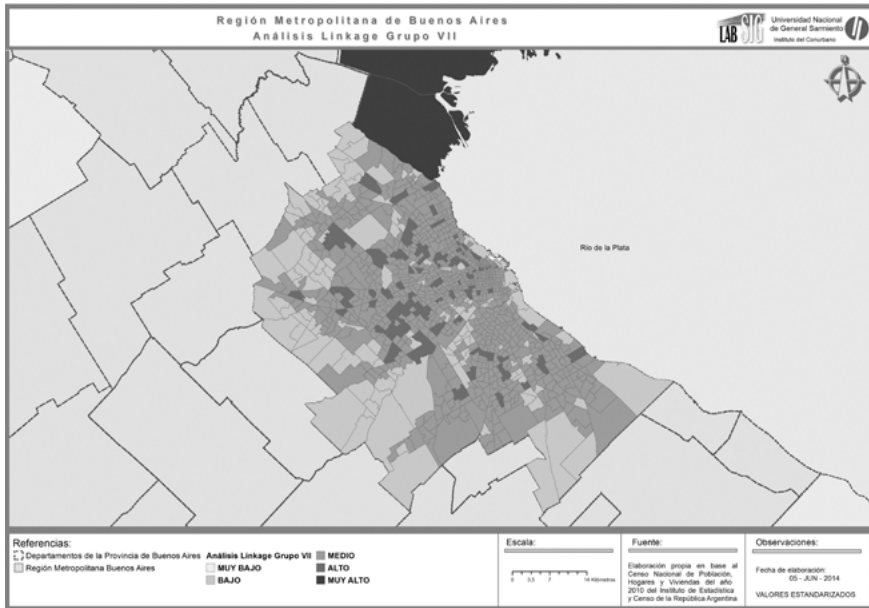 Región Metropolitana de Buenos Aires
Análisis Linkage Grupo VII
LAB SIG
Universidad Nacional
de General Sarmiento
Instituto del Conurbano
Río de la Plata
Referencias:
Departamentos de la Provincia de Buenos Aires
Región Metropolitana Buenos Aires
Análisis Linkage Grupo VII
MUY BAJO
BAJO
MEDIO
ALTO
MUY ALTO
Escala:
0 3,5 7 14 Kilómetros
Fuente:
Elaboración propia en base al
Censo Nacional de Población,
Hogares y Viviendas del año
2010 del Instituto de Estadística
y Censo de la República Argentina
Observaciones:
Fecha de elaboración:
05 - JUN - 2014
VALORES ESTANDARIZADOS